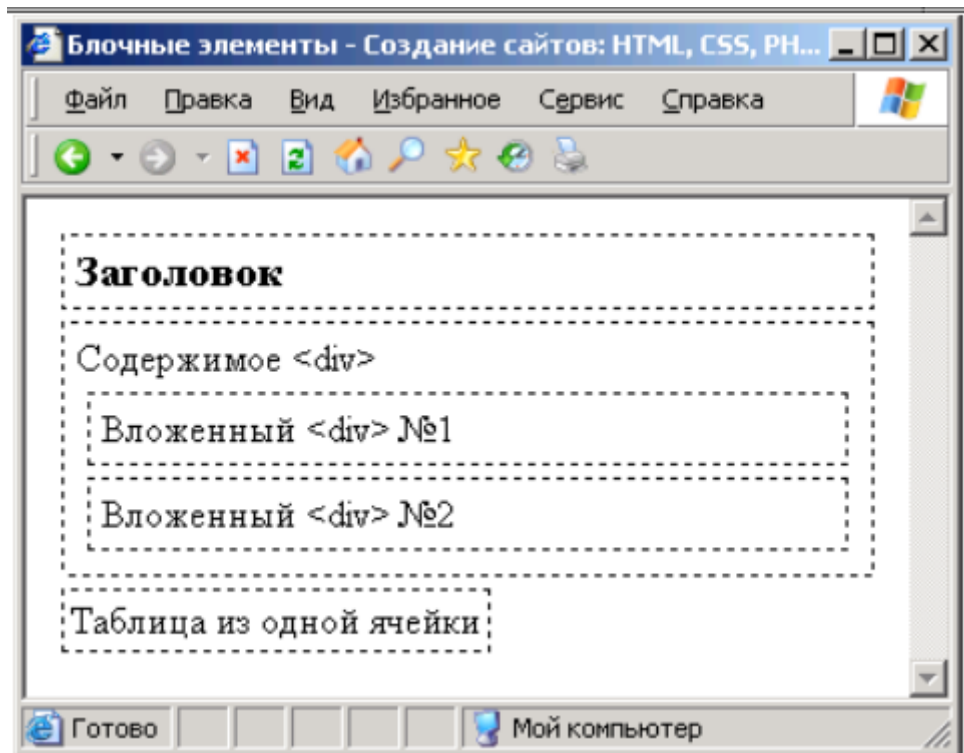 Блочные элементы - Создание сайтов: HTML, CSS, PH...
Файл Правка Вид Избранное Сервис Справка
Заголовок
Содержимое <div>
Вложенный <div> №1
Вложенный <div> №2
Таблица из одной ячейки
Готово Мой компьютер